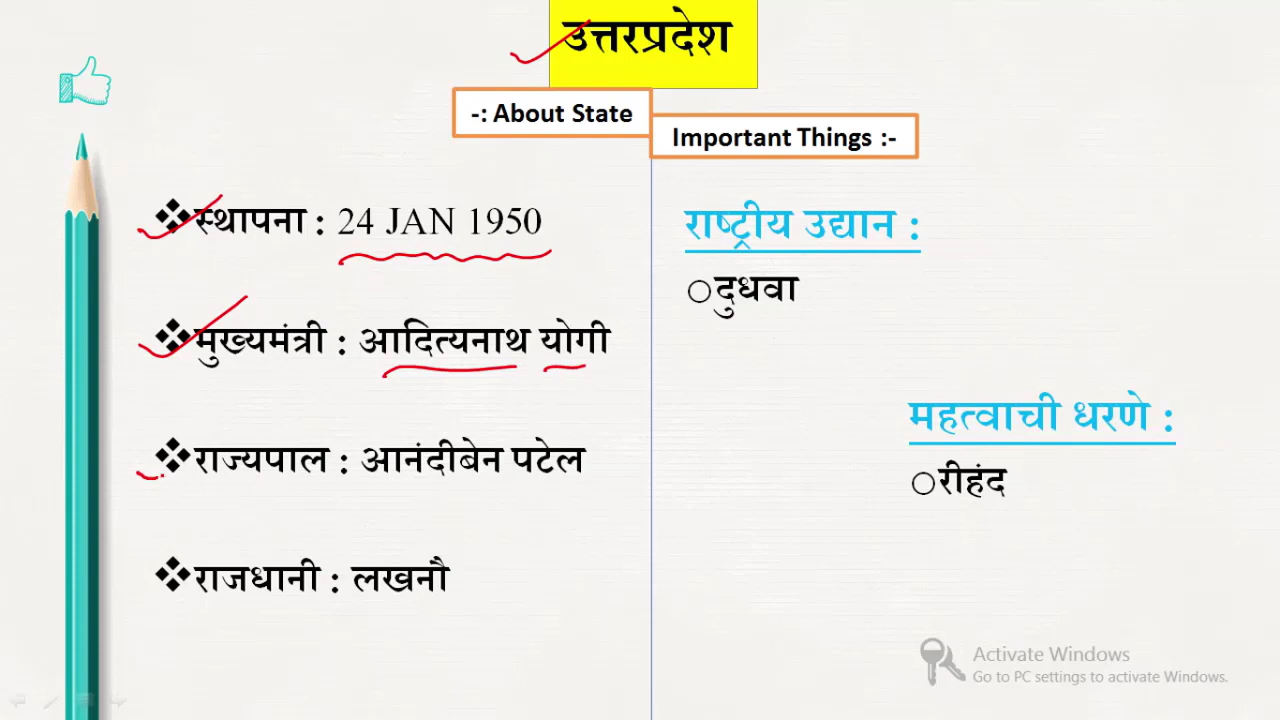 उत्तरप्रदेश
-: About State
Important Things :-
❖स्थापना : 24 JAN 1950
❖मुख्यमंत्री : आदित्यनाथ योगी
❖राज्यपाल : आनंदीबेन पटेल
❖राजधानी : लखनौ
राष्ट्रीय उद्यान :
○दुधवा
महत्वाची धरणे :
○रीहंद
Activate Windows
Go to PC settings to activate Windows.